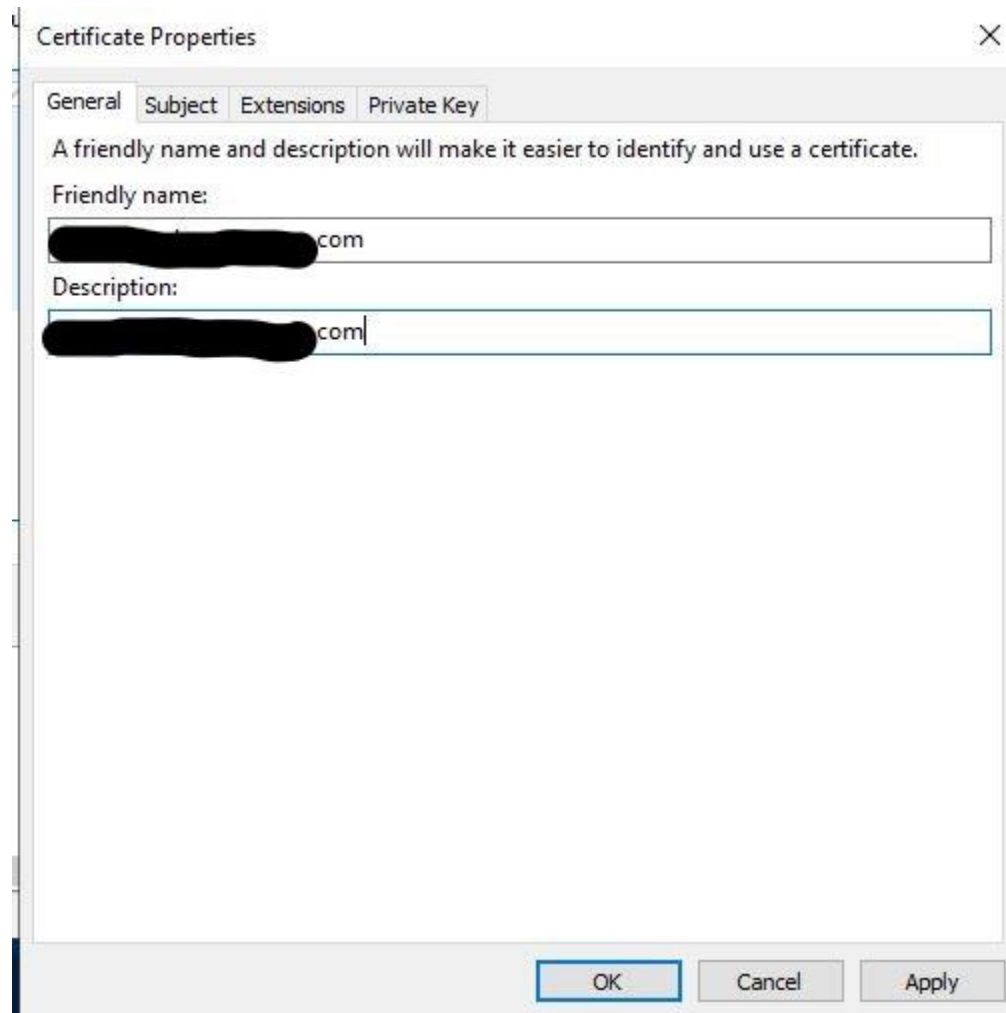 Certificate Properties
General Subject Extensions Private Key
A friendly name and description will make it easier to identify and use a certificate.
Friendly name:
com
Description:
com
OK Cancel Apply